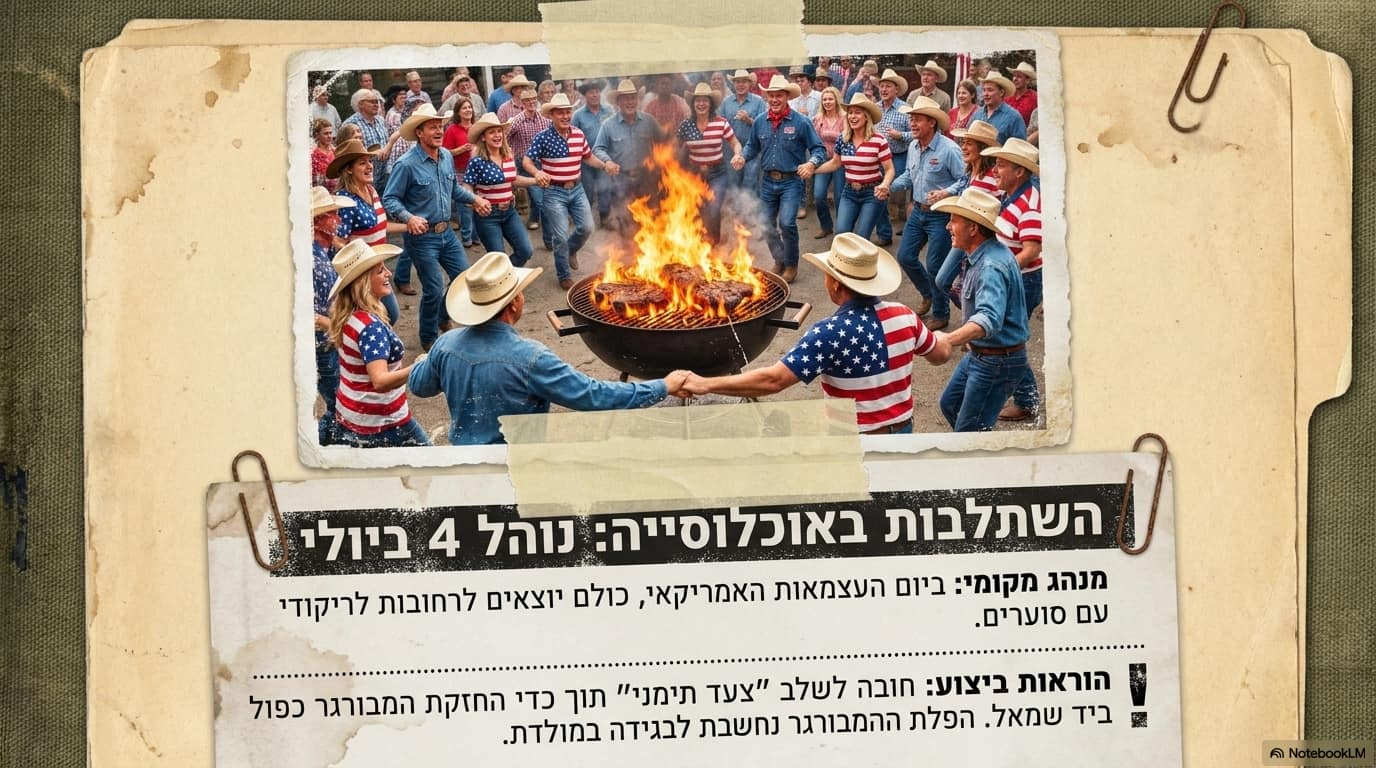 השתלבות באוכלוסייה: נוהל 4 ביולי
מנהג מקומי: ביום העצמאות האמריקאי, כולם יוצאים לרחובות לריקודי
עם סוערים.
הוראות ביצוע: חובה לשלב "צעד תימני" תוך כדי החזקת המבורגר כפול
ביד שמאל. הפלת ההמבורגר נחשבת לבגידה במולדת.
NotebookLM